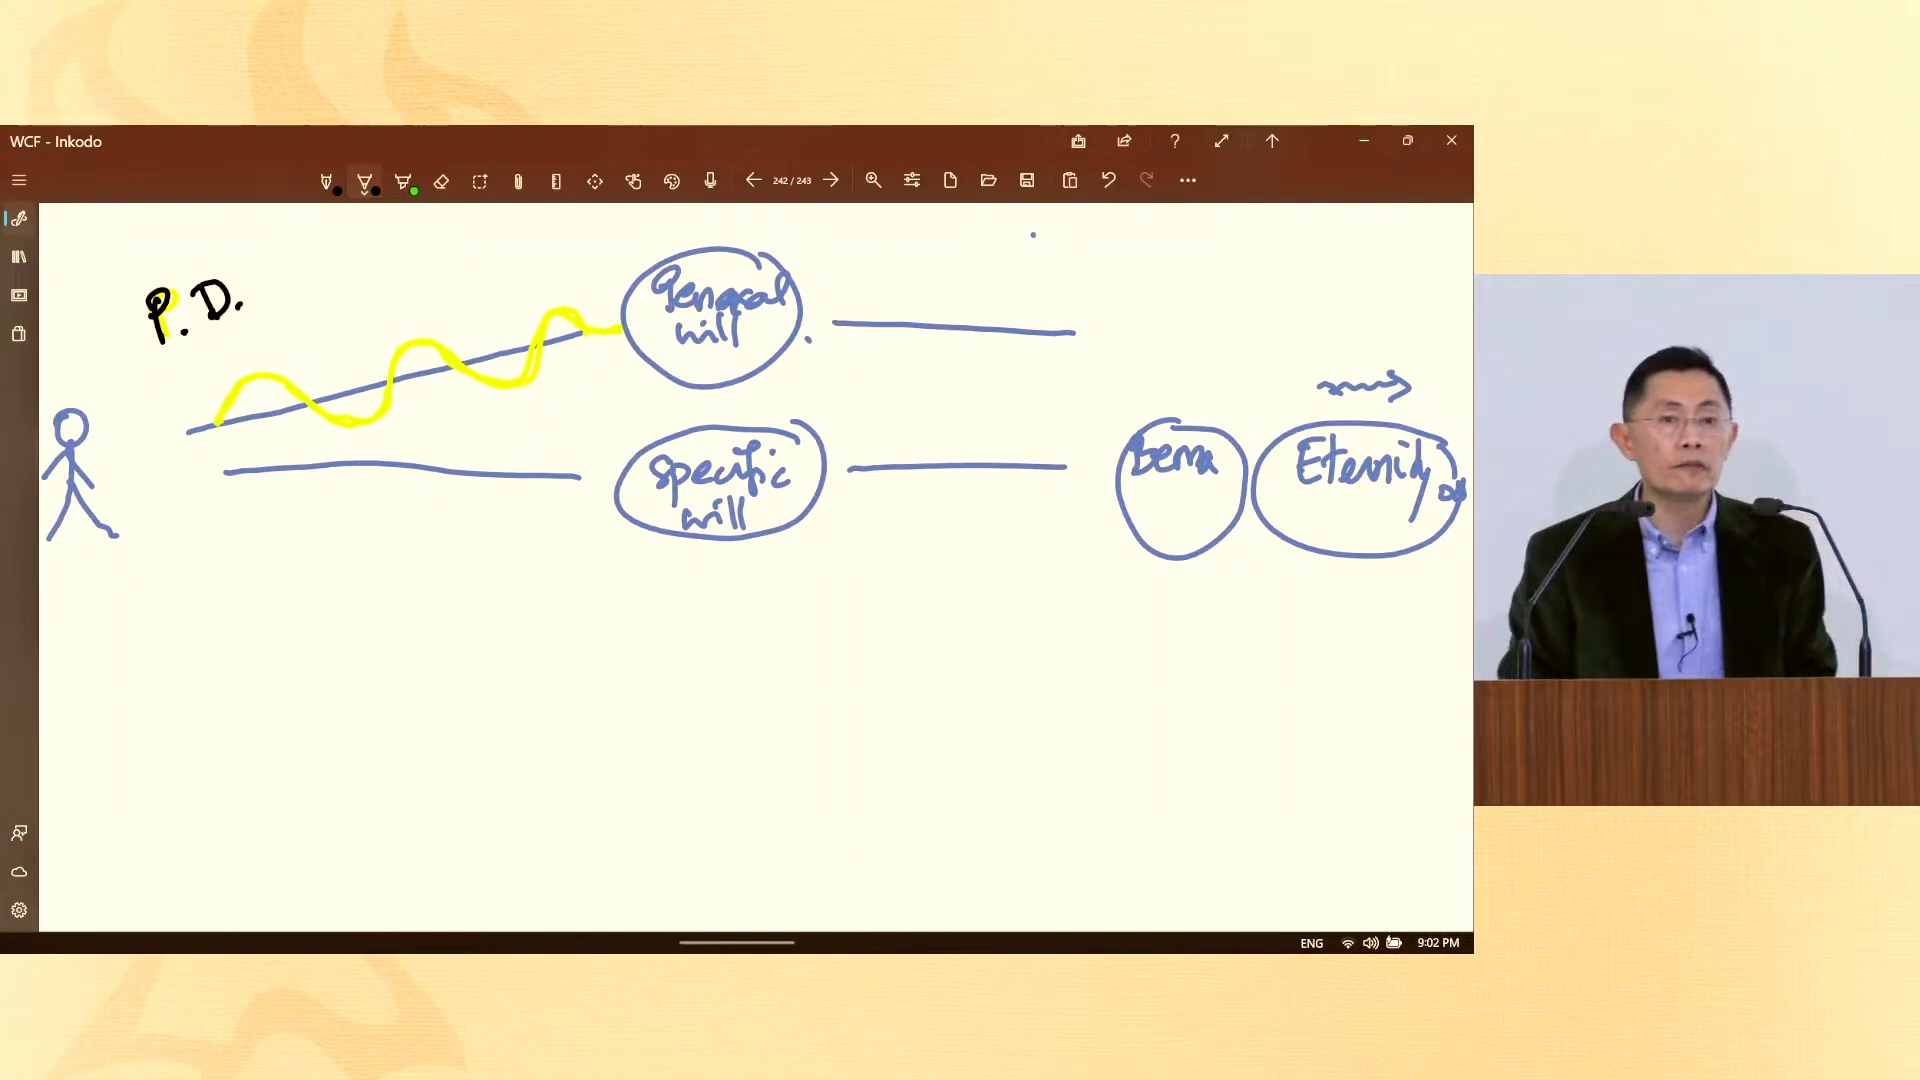 WCF - Inkodo
242 / 243
P.D.
General
will
Bema
Eternity
specific
will
ENG
9:02 PM